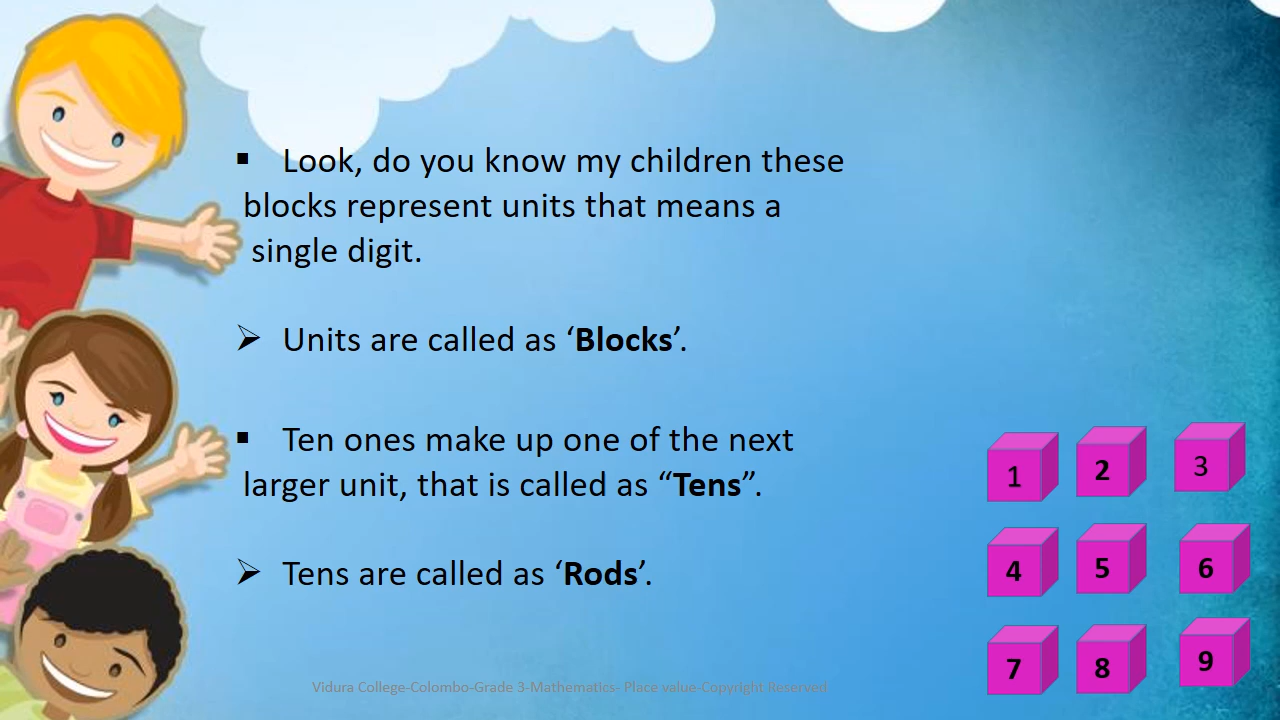 ▪ Look, do you know my children these
blocks represent units that means a
single digit.
➢ Units are called as ‘Blocks’.
▪ Ten ones make up one of the next
larger unit, that is called as “Tens”.
➢ Tens are called as ‘Rods’.
1 2 3
4 5 6
7 8 9
Vidura College-Colombo-Grade 3-Mathematics- Place value-Copyright Reserved